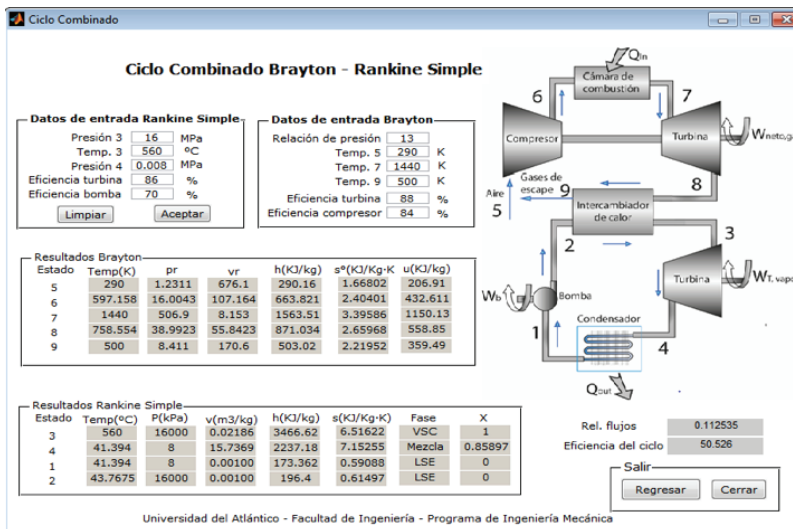 Ciclo Combinado
Ciclo Combinado Brayton - Rankine Simple
Datos de entrada Rankine Simple
Presión 3 16 MPa
Temp. 3 560 ºC
Presión 4 0.008 MPa
Eficiencia turbina 86 %
Eficiencia bomba 70 %
Limpiar Aceptar
Datos de entrada Brayton
Relación de presión 13
Temp. 5 290 K
Temp. 7 1440 K
Temp. 9 500 K
Eficiencia turbina 88 %
Eficiencia compresor 84 %
Qin
Cámara de
combustión
6
7
Compresor
Turbina
Wneto,ga
Gases de
escape
9
8
Aire
5
Intercambiador
de calor
2
3
Turbina
WT, vapo
Wb
Bomba
Condensador
1
4
Qout
Resultados Brayton
Estado Temp(K) pr vr h(KJ/kg) sº(KJ/Kg·K u(KJ/kg)
5 290 1.2311 676.1 290.16 1.66802 206.91
6 597.158 16.0043 107.164 663.821 2.40401 432.611
7 1440 506.9 8.153 1563.51 3.39586 1150.13
8 758.554 38.9923 55.8423 871.034 2.65968 558.85
9 500 8.411 170.6 503.02 2.21952 359.49
Resultados Rankine Simple
Estado Temp(ºC) P(kPa) v(m3/kg) h(KJ/kg) s(KJ/Kg·K) Fase X
3 560 16000 0.02186 3466.62 6.51622 VSC 1
4 41.394 8 15.7369 2237.18 7.15255 Mezcla 0.85897
1 41.394 8 0.00100 173.362 0.59088 LSE 0
2 43.7675 16000 0.00100 196.4 0.61497 LSE 0
Rel. flujos 0.112535
Eficiencia del ciclo 50.526
Salir
Regresar Cerrar
Universidad del Atlántico - Facultad de Ingeniería - Programa de Ingeniería Mecánica